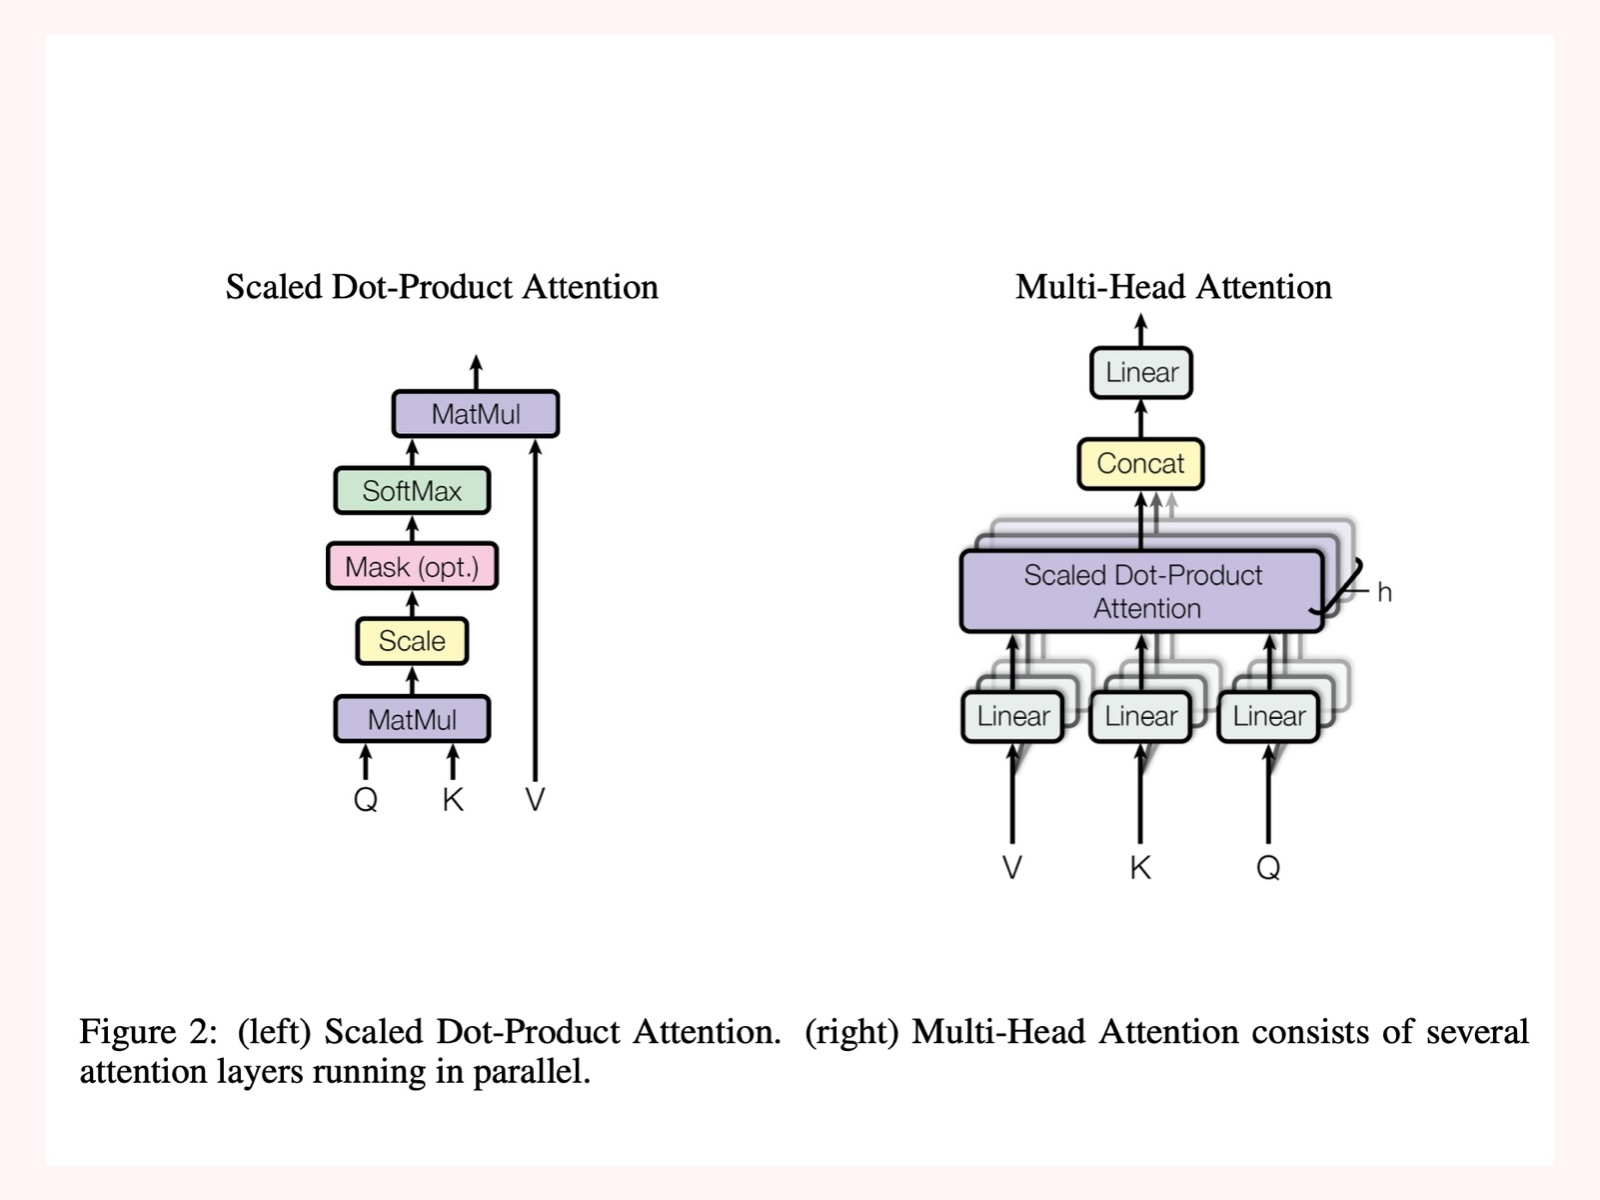 Scaled Dot-Product Attention
MatMul
SoftMax
Mask (opt.)
Scale
MatMul
Q K V
Multi-Head Attention
Linear
Concat
Scaled Dot-Product
Attention
h
Linear Linear Linear
V K Q
Figure 2: (left) Scaled Dot-Product Attention. (right) Multi-Head Attention consists of several
attention layers running in parallel.